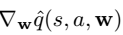 ∇_𝐰 q̂(s, a, 𝐰)